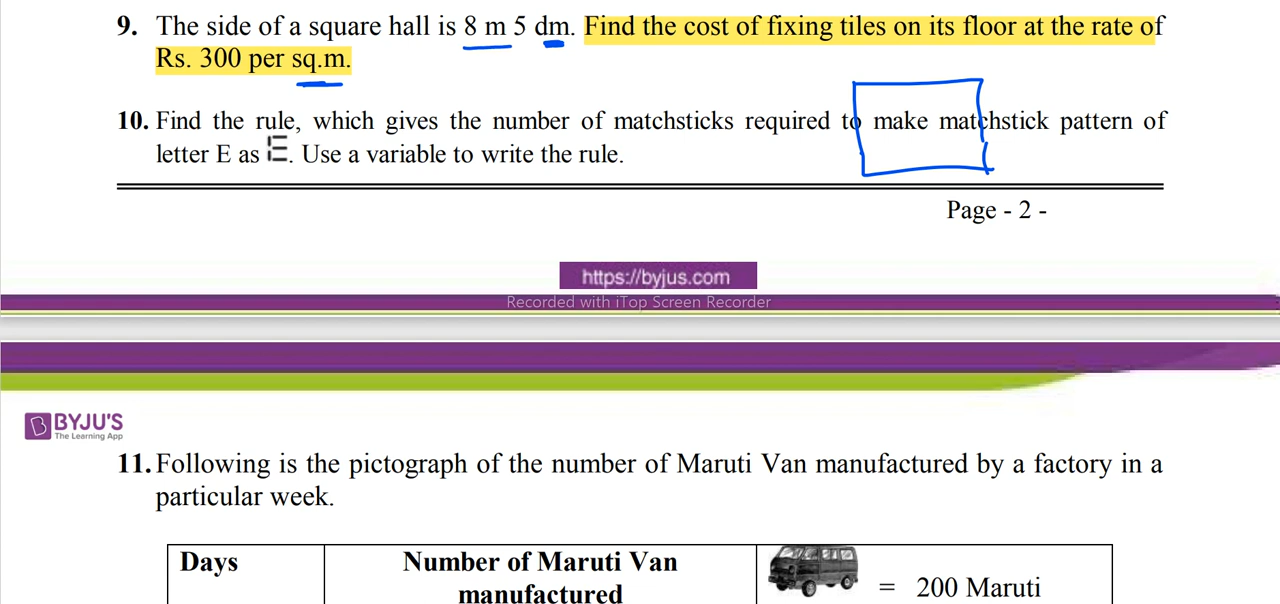 9. The side of a square hall is 8 m 5 dm. Find the cost of fixing tiles on its floor at the rate of
Rs. 300 per sq.m.
10. Find the rule, which gives the number of matchsticks required to make matchstick pattern of
letter E as E. Use a variable to write the rule.
Page - 2 -
https://byjus.com
Recorded with iTop Screen Recorder
BYJU'S
The Learning App
11. Following is the pictograph of the number of Maruti Van manufactured by a factory in a
particular week.
Days
Number of Maruti Van
manufactured
= 200 Maruti